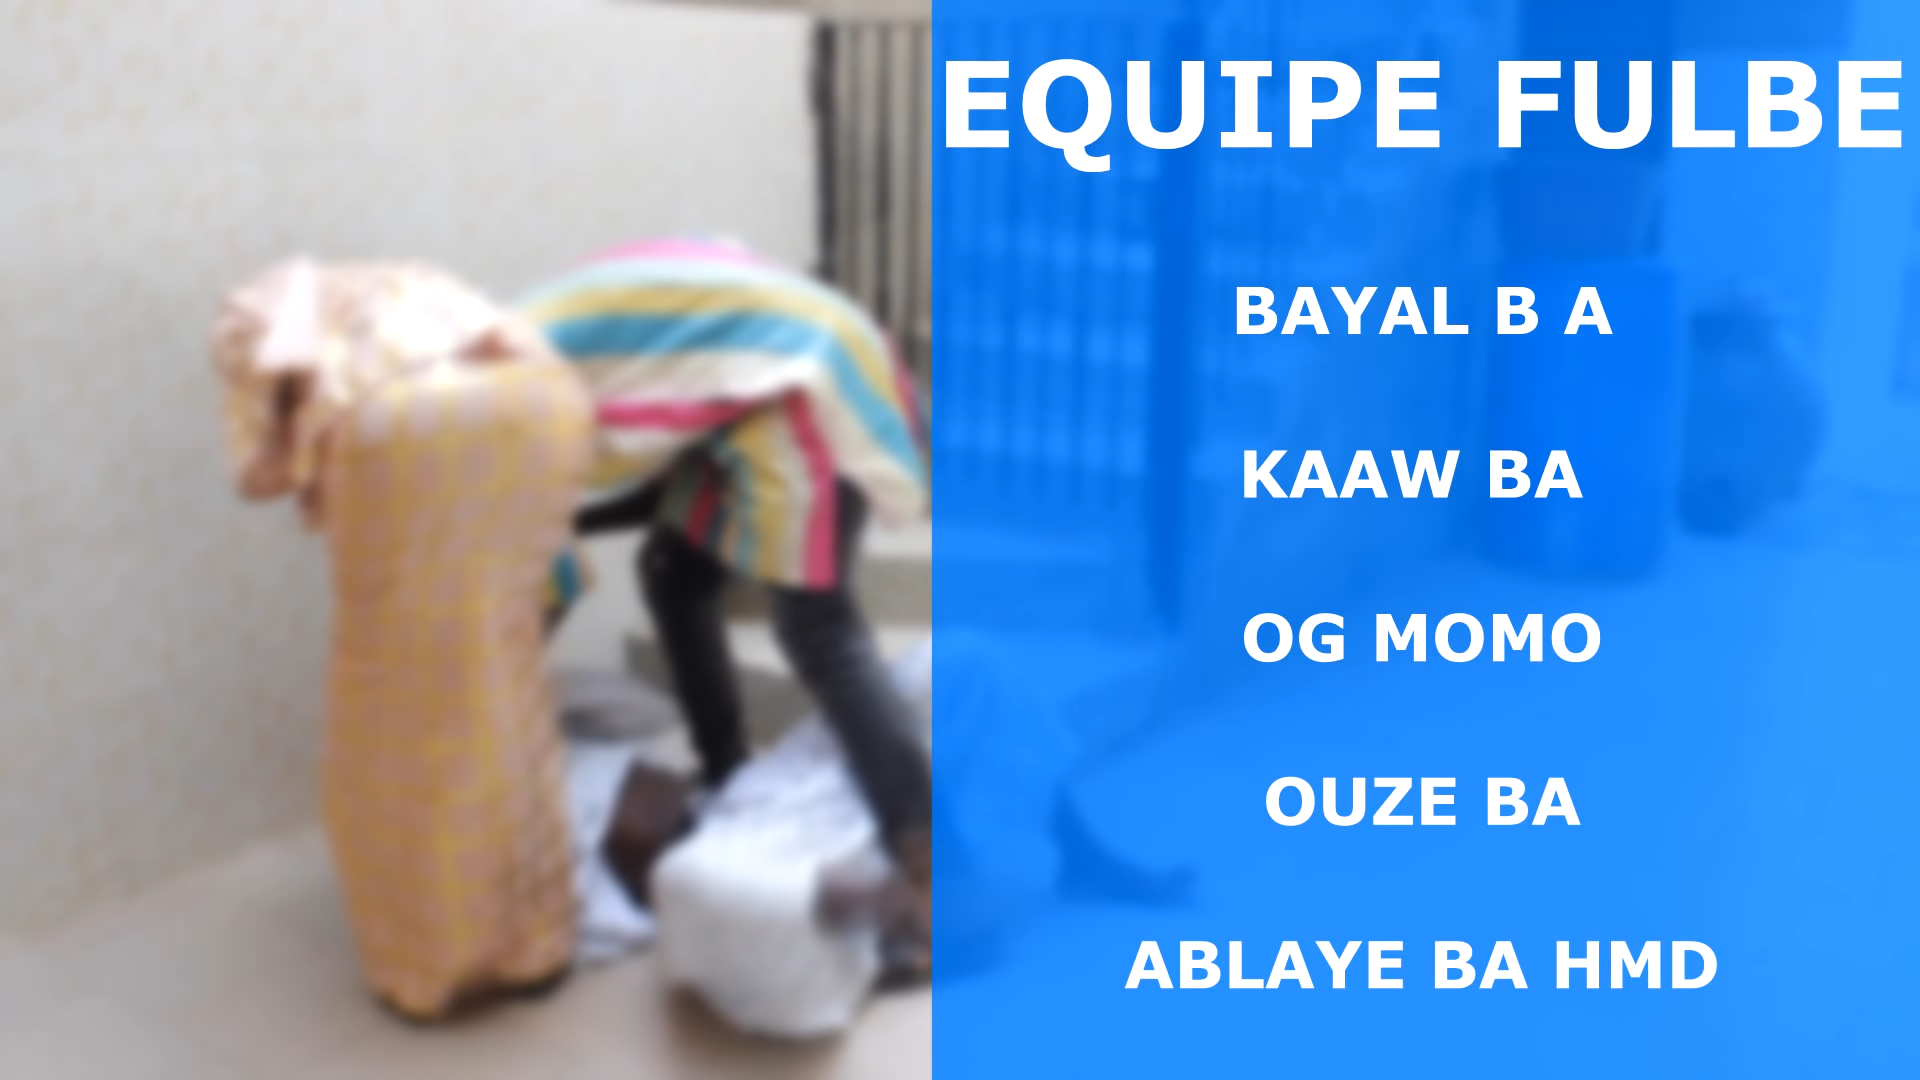 EQUIPE FULBE
BAYAL B A
KAAW BA
OG MOMO
OUZE BA
ABLAYE BA HMD